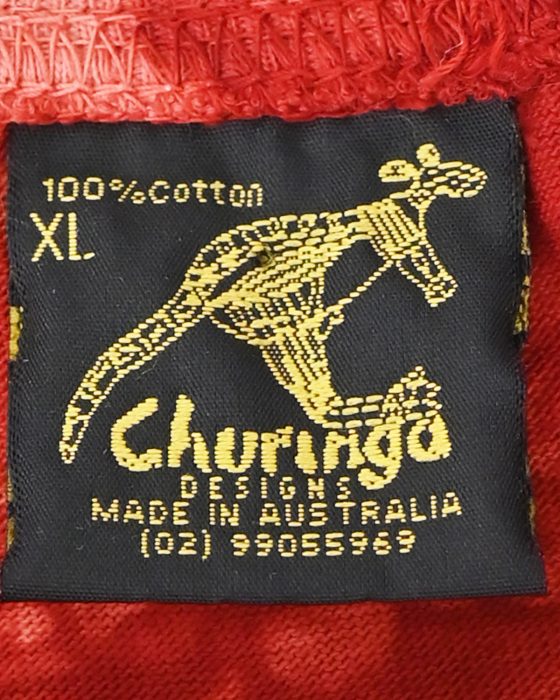 100% Cotton
XL
Churinga
DESIGNS
MADE IN AUSTRALIA
(02) 99055969